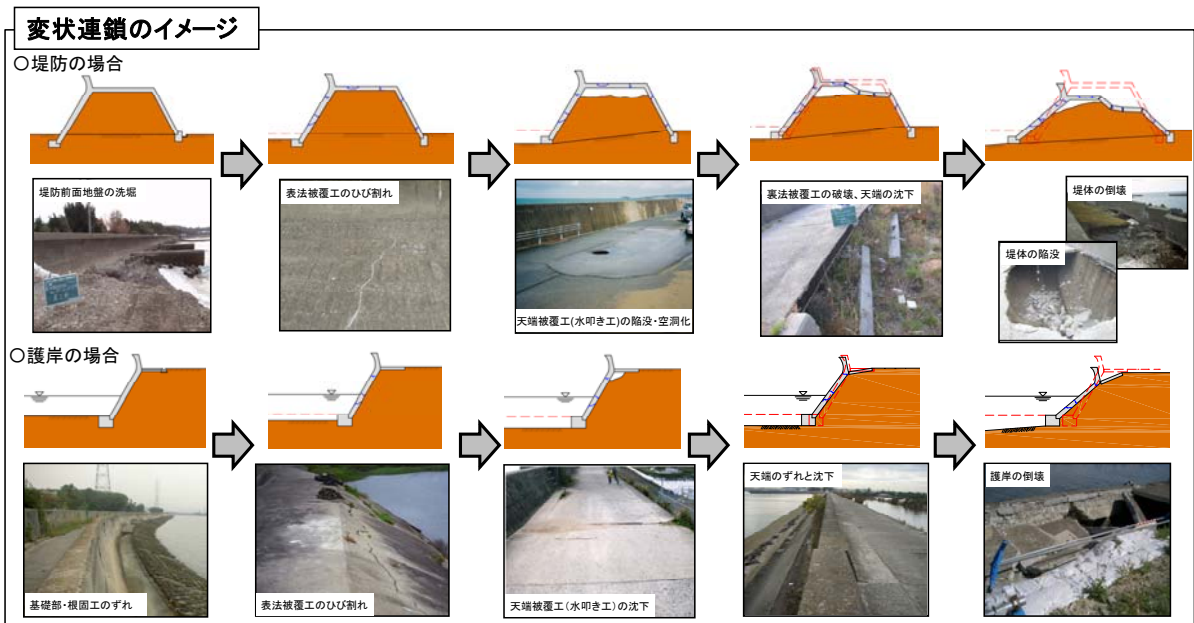 変状連鎖のイメージ
○堤防の場合
堤防前面地盤の洗堀
表法被覆工のひび割れ
天端被覆工(水叩き工)の陥没・空洞化
裏法被覆工の破壊、天端の沈下
堤体の倒壊
堤体の陥没
○護岸の場合
基礎部・根固工のずれ
表法被覆工のひび割れ
天端被覆工(水叩き工)の沈下
天端のずれと沈下
護岸の倒壊